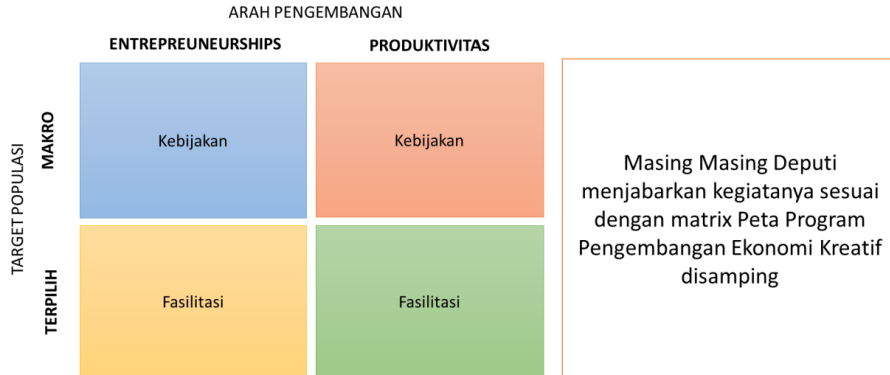 ARAH PENGEMBANGAN
ENTREPREUNEURSHIPS
PRODUKTIVITAS
TARGET POPULASI
MAKRO
Kebijakan
Kebijakan
TERPILIH
Fasilitasi
Fasilitasi
Masing Masing Deputi
menjabarkan kegiatanya sesuai
dengan matrix Peta Program
Pengembangan Ekonomi Kreatif
disamping